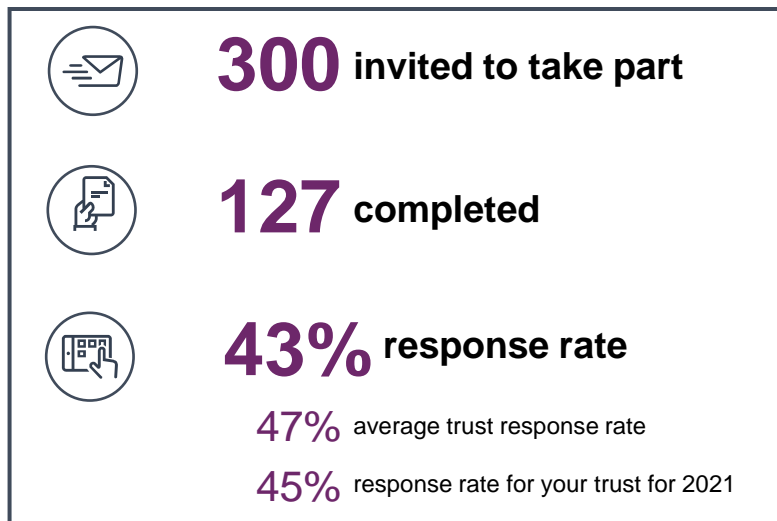 300 invited to take part
127 completed
43% response rate
47% average trust response rate
45% response rate for your trust for 2021